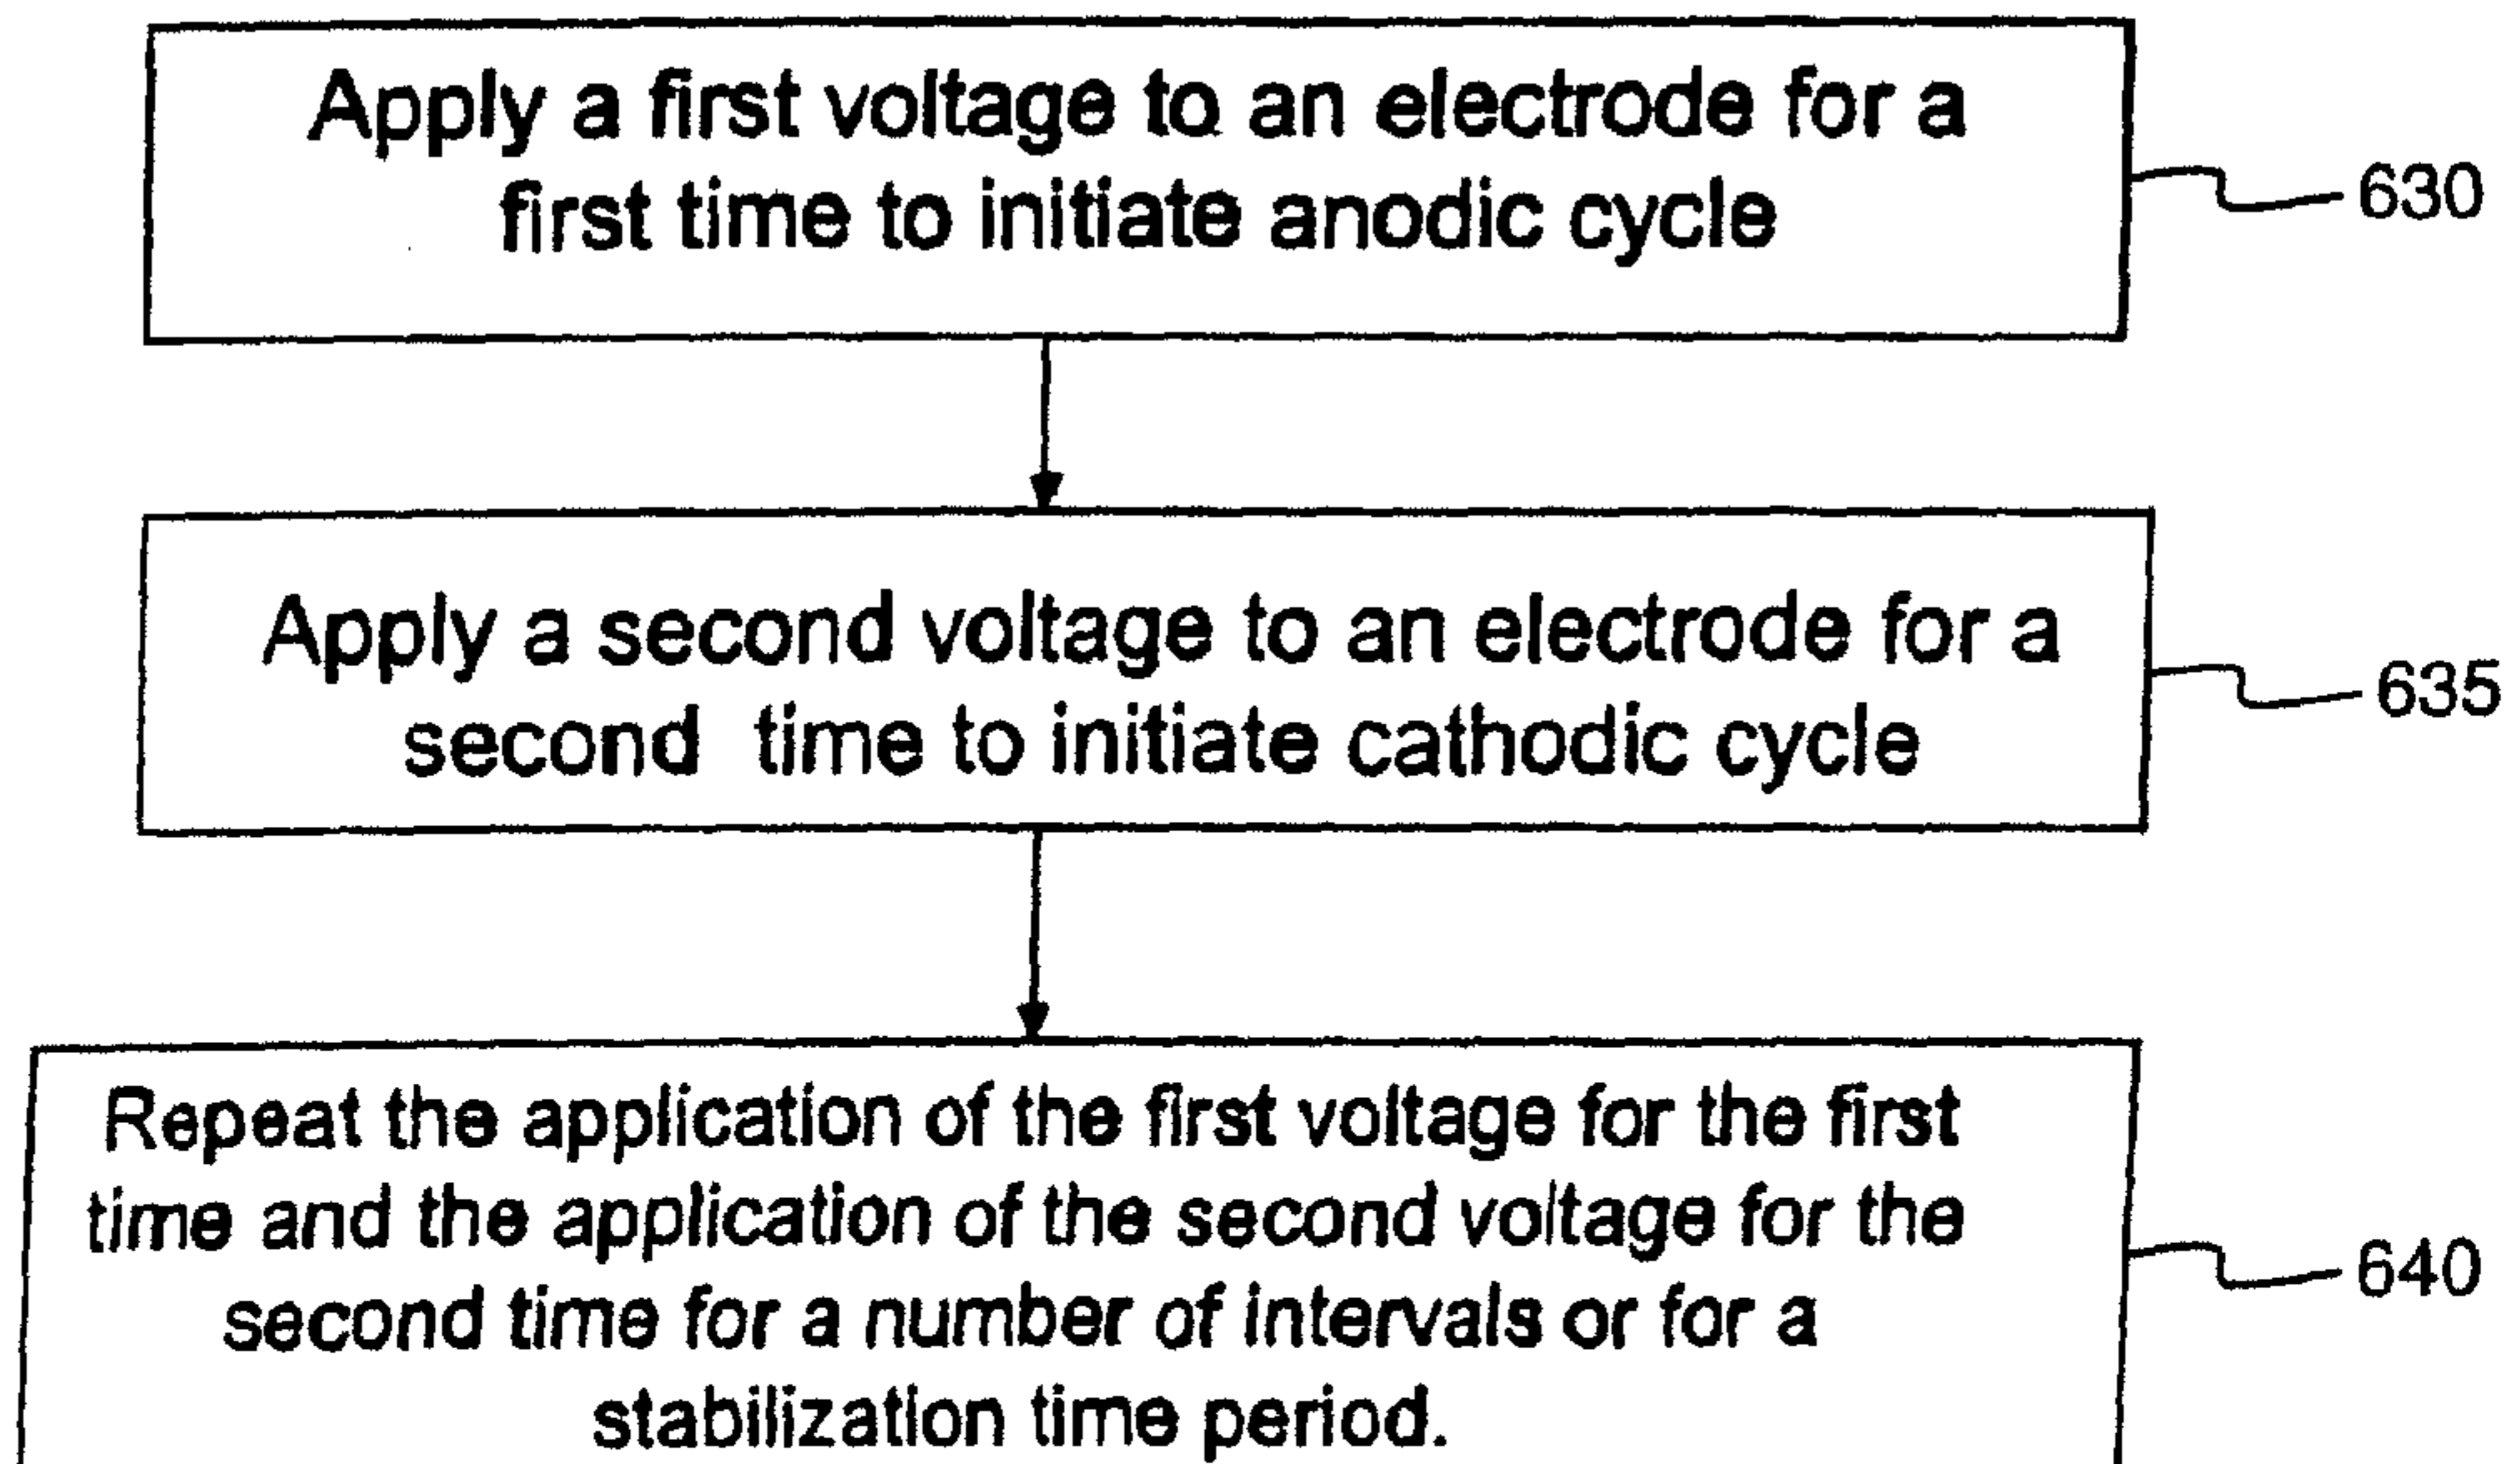 Apply a first voltage to an electrode for a
first time to initiate anodic cycle
630
Apply a second voltage to an electrode for a
second time to initiate cathodic cycle
635
Repeat the application of the first voltage for the first
time and the application of the second voltage for the
second time for a number of intervals or for a
stabilization time period.
640